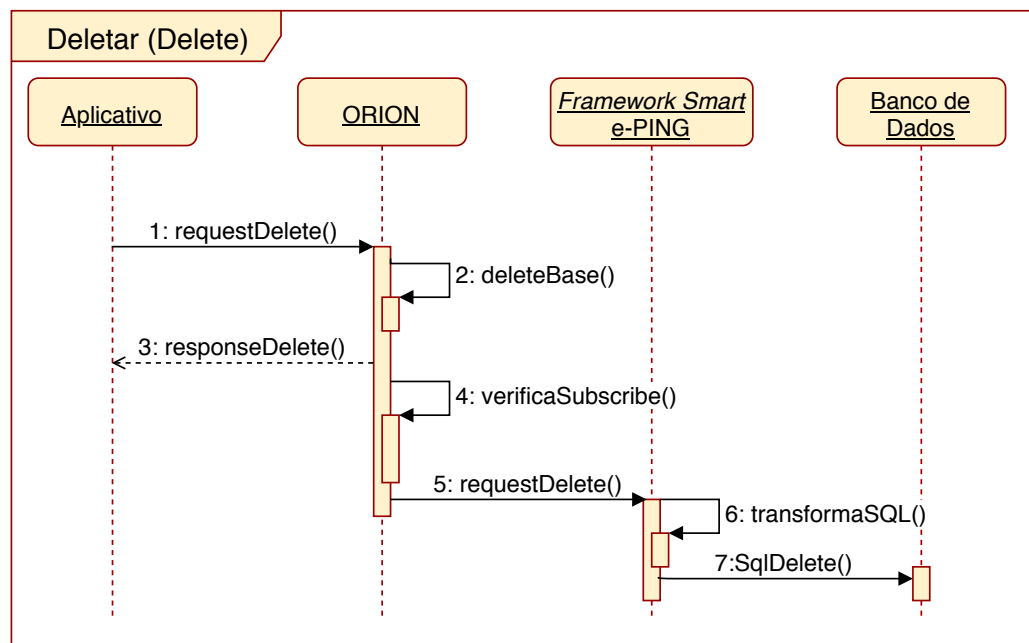 Deletar (Delete)
Aplicativo
ORION
Framework Smart
e-PING
Banco de
Dados
1: requestDelete()
2: deleteBase()
3: responseDelete()
4: verificaSubscribe()
5: requestDelete()
6: transformaSQL()
7:SqlDelete()